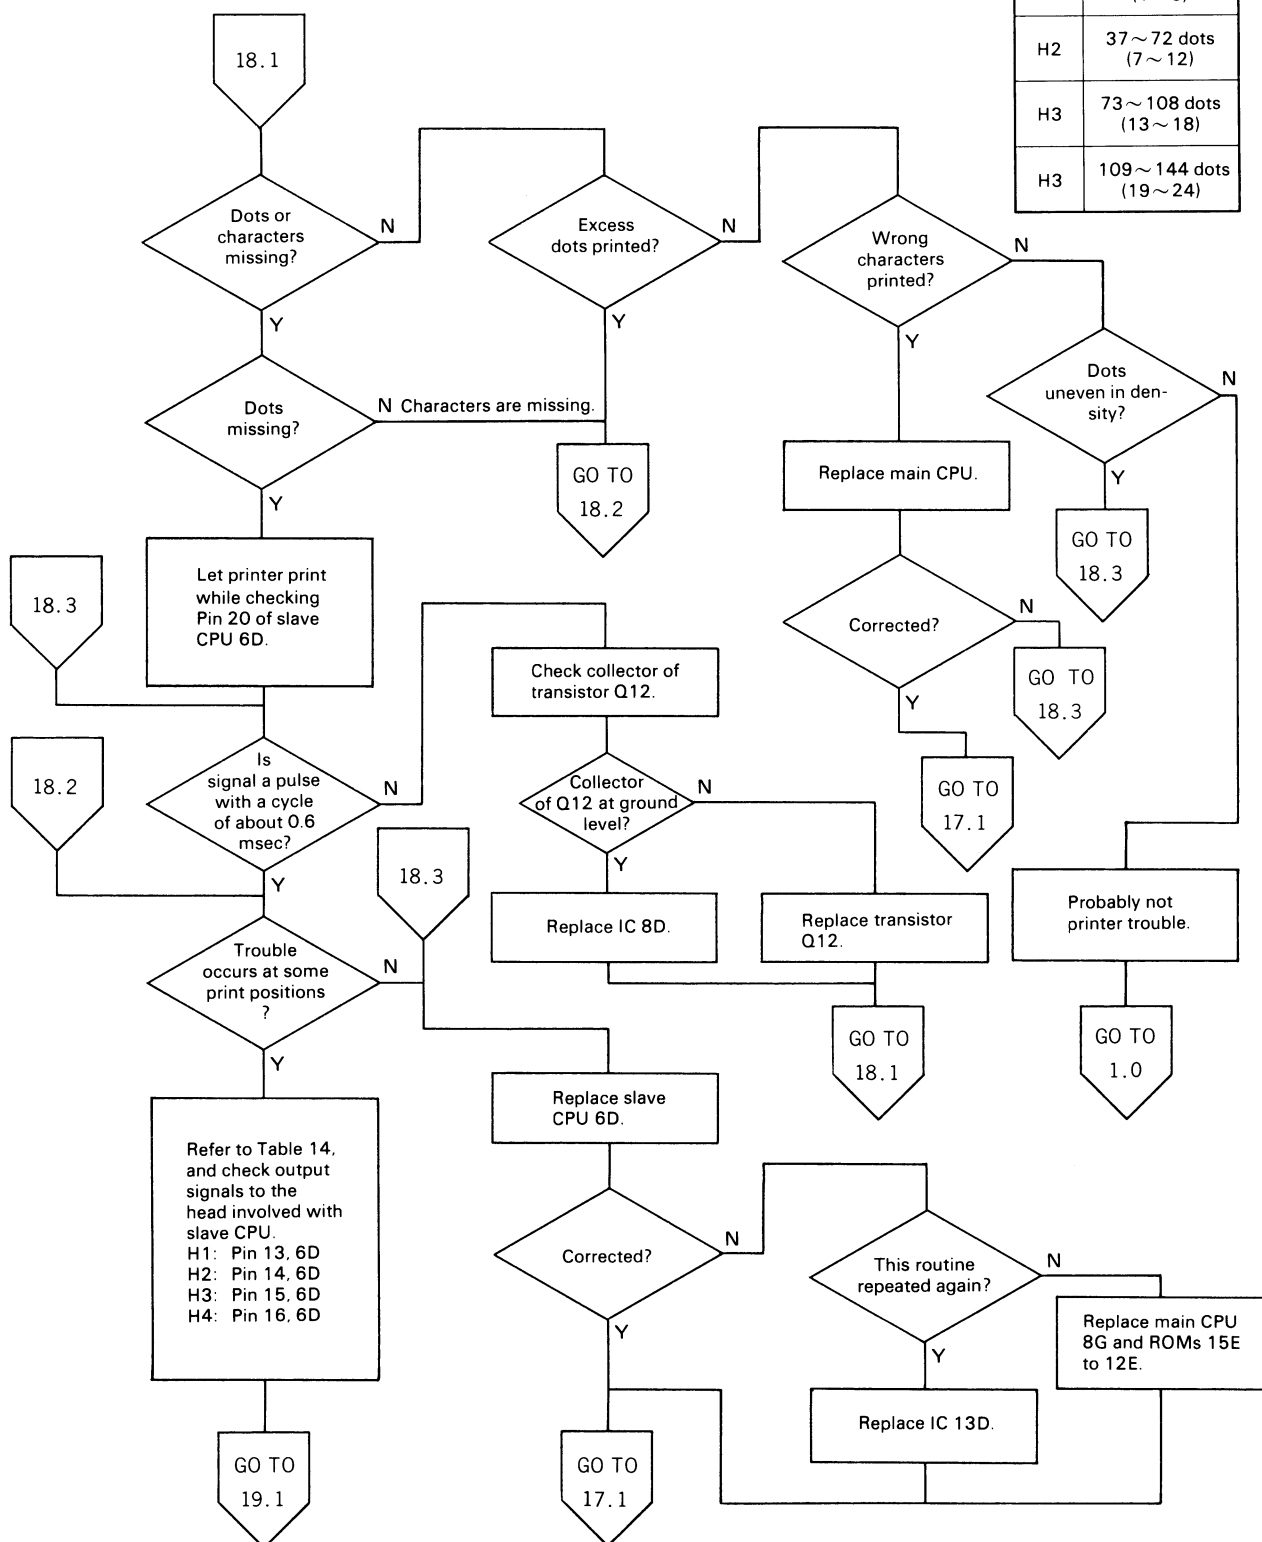 H2
37~72 dots
(7~12)
H3
73~108 dots
(13~18)
H3
109~144 dots
(19~24)
18.1
Dots or
characters
missing?
N
Y
Excess
dots printed?
N
Y
Wrong
characters
printed?
N
Y
Dots
uneven in den-
sity?
N
Y
Dots
missing?
N Characters are missing.
Y
GO TO
18.2
Replace main CPU.
GO TO
18.3
Let printer print
while checking
Pin 20 of slave
CPU 6D.
18.3
Corrected?
N
Y
GO TO
18.3
GO TO
17.1
Check collector of
transistor Q12.
18.2
Is
signal a pulse
with a cycle
of about 0.6
msec?
N
Y
Collector
of Q12 at ground
level?
N
Y
18.3
Replace IC 8D.
Replace transistor
Q12.
Probably not
printer trouble.
Trouble
occurs at some
print positions
?
N
Y
GO TO
18.1
GO TO
1.0
Replace slave
CPU 6D.
Refer to Table 14,
and check output
signals to the
head involved with
slave CPU.
H1: Pin 13, 6D
H2: Pin 14, 6D
H3: Pin 15, 6D
H4: Pin 16, 6D
Corrected?
N
Y
This routine
repeated again?
N
Y
Replace main CPU
8G and ROMs 15E
to 12E.
Replace IC 13D.
GO TO
19.1
GO TO
17.1